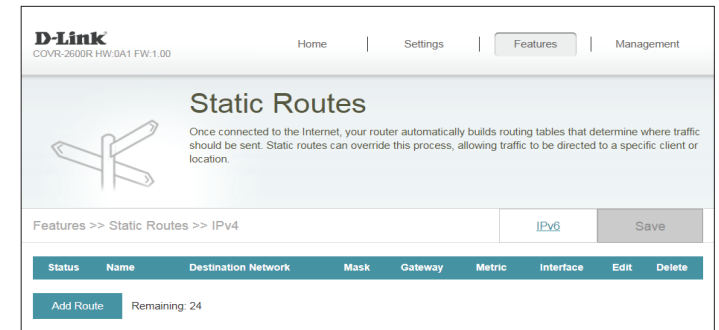 D-Link
COVR-2600R HW:0A1 FW:1.00
Home | Settings | Features | Management
Static Routes
Once connected to the Internet, your router automatically builds routing tables that determine where traffic
should be sent. Static routes can override this process, allowing traffic to be directed to a specific client or
location.
Features >> Static Routes >> IPv4
IPv6
Save
Status Name Destination Network Mask Gateway Metric Interface Edit Delete
Add Route Remaining: 24